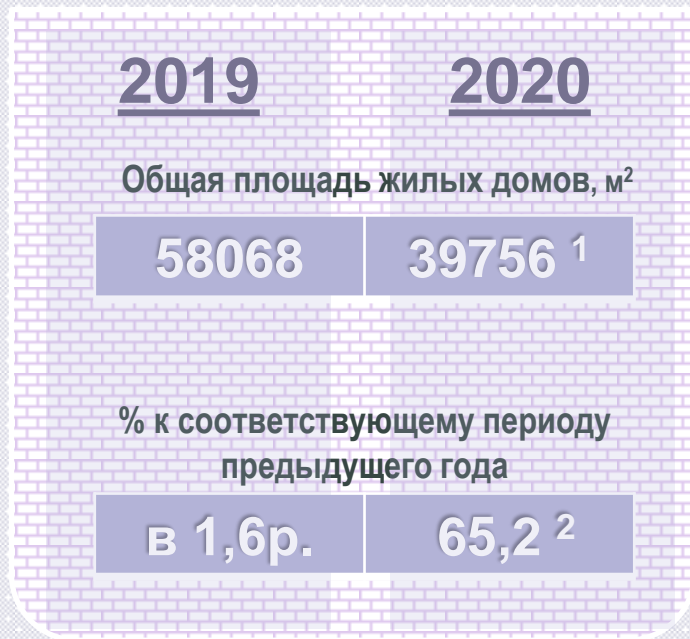 2019 2020
Общая площадь жилых домов, м²
58068 39756 ¹
% к соответствующему периоду
предыдущего года
в 1,6р. 65,2 ²